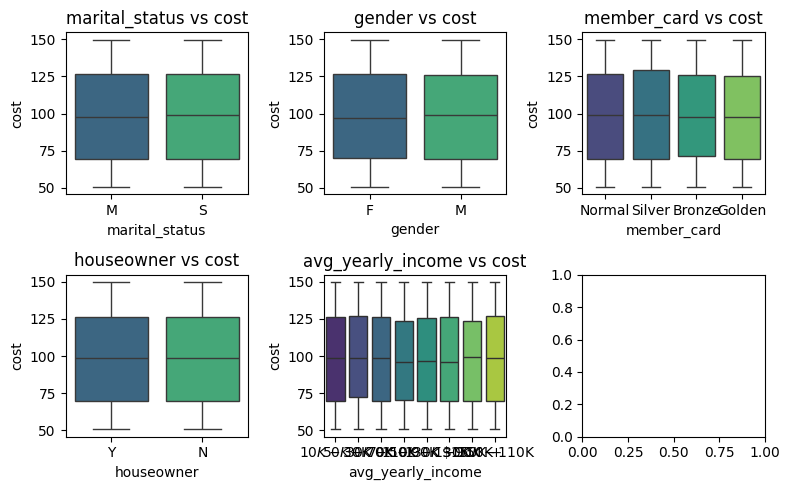 marital_status vs cost
150
125
100
75
50
cost
M
S
marital_status
gender vs cost
150
125
100
75
50
cost
F
M
gender
member_card vs cost
150
125
100
75
50
cost
Normal
Silver
Bronze
Golden
member_card
houseowner vs cost
150
125
100
75
50
cost
Y
N
houseowner
avg_yearly_income vs cost
150
125
100
75
50
cost
avg_yearly_income
1.0
0.8
0.6
0.4
0.2
0.0
0.00
0.25
0.50
0.75
1.00